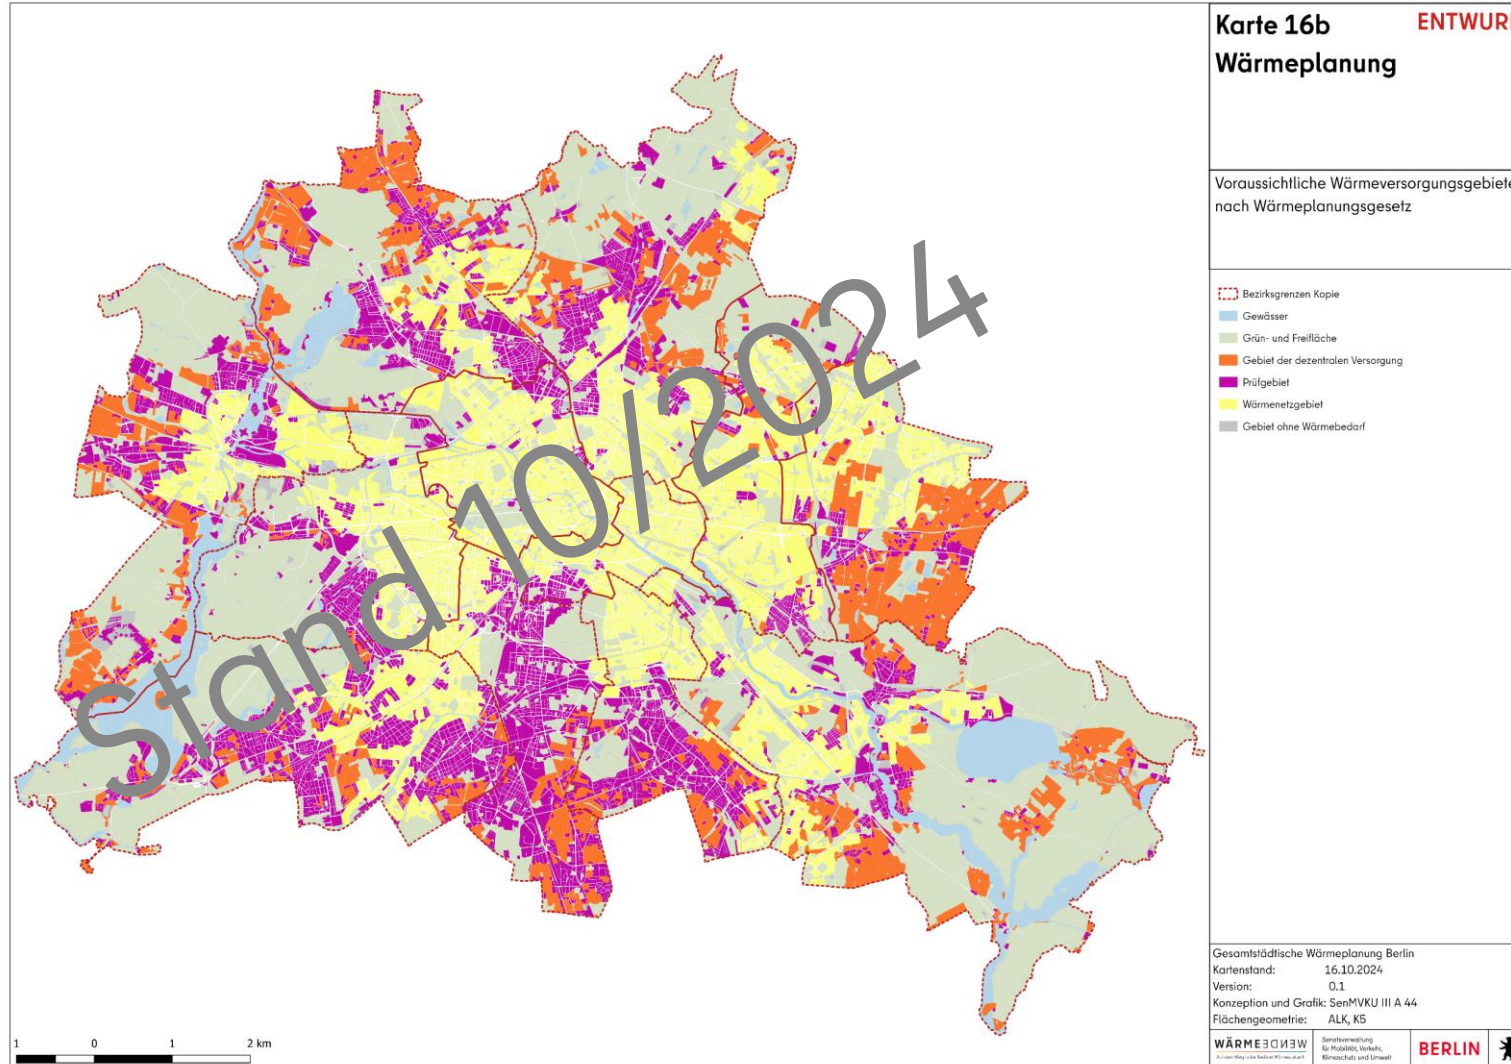 Karte 16b
ENTWURF
Wärmeplanung
Voraussichtliche Wärmeversorgungsgebiete
nach Wärmeplanungsgesetz
Bezirksgrenzen Kopie
Gewässer
Grün- und Freifläche
Gebiet der dezentralen Versorgung
Prüfgebiet
Wärmenetzgebiet
Gebiet ohne Wärmebedarf
Stand 10/2024
Gesamtstädtische Wärmeplanung Berlin
Kartenstand: 16.10.2024
Version: 0.1
Konzeption und Grafik: SenMVKU III A 44
Flächengeometrie: ALK, K5
1 0 1 2 km
WÄRMEWENDE
Senatsverwaltung
für Mobilität, Verkehr,
Klimaschutz und Umwelt
BERLIN